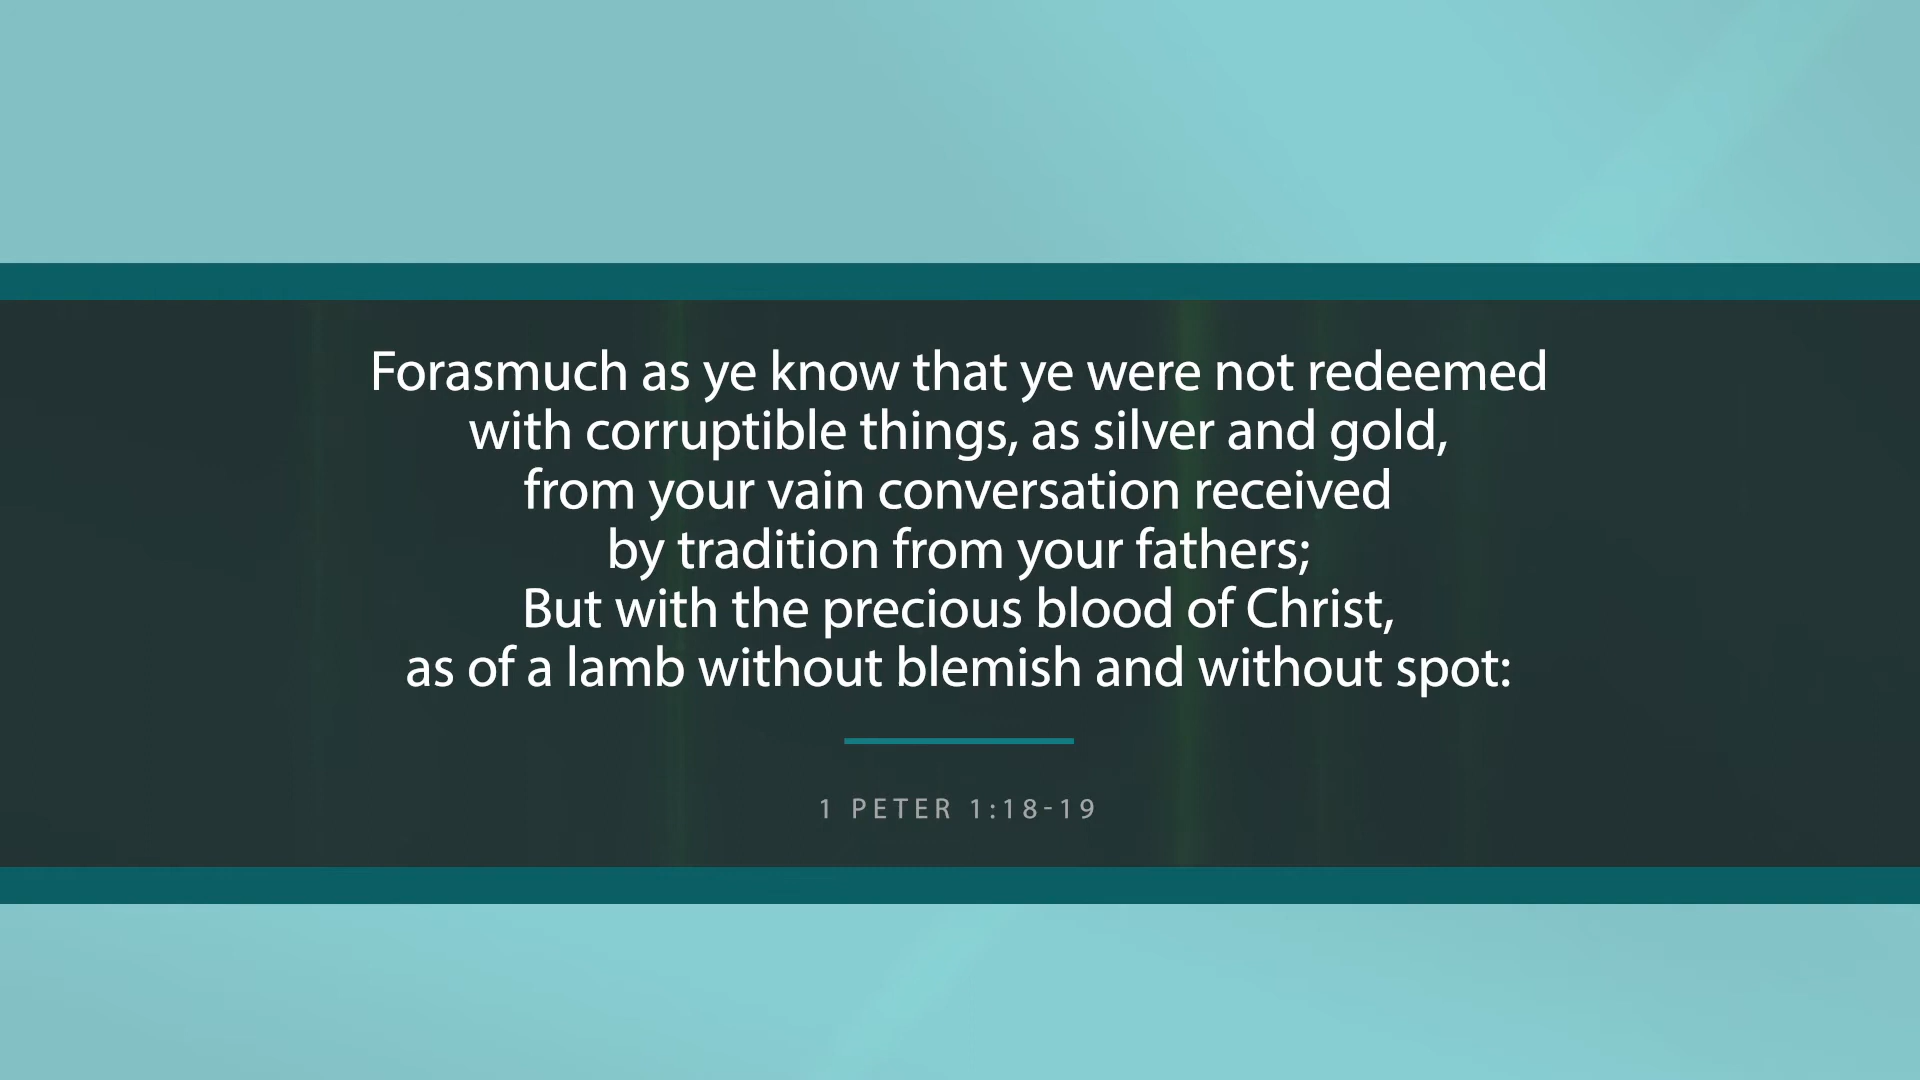 Forasmuch as ye know that ye were not redeemed
with corruptible things, as silver and gold,
from your vain conversation received
by tradition from your fathers;
But with the precious blood of Christ,
as of a lamb without blemish and without spot:
1 PETER 1:18-19